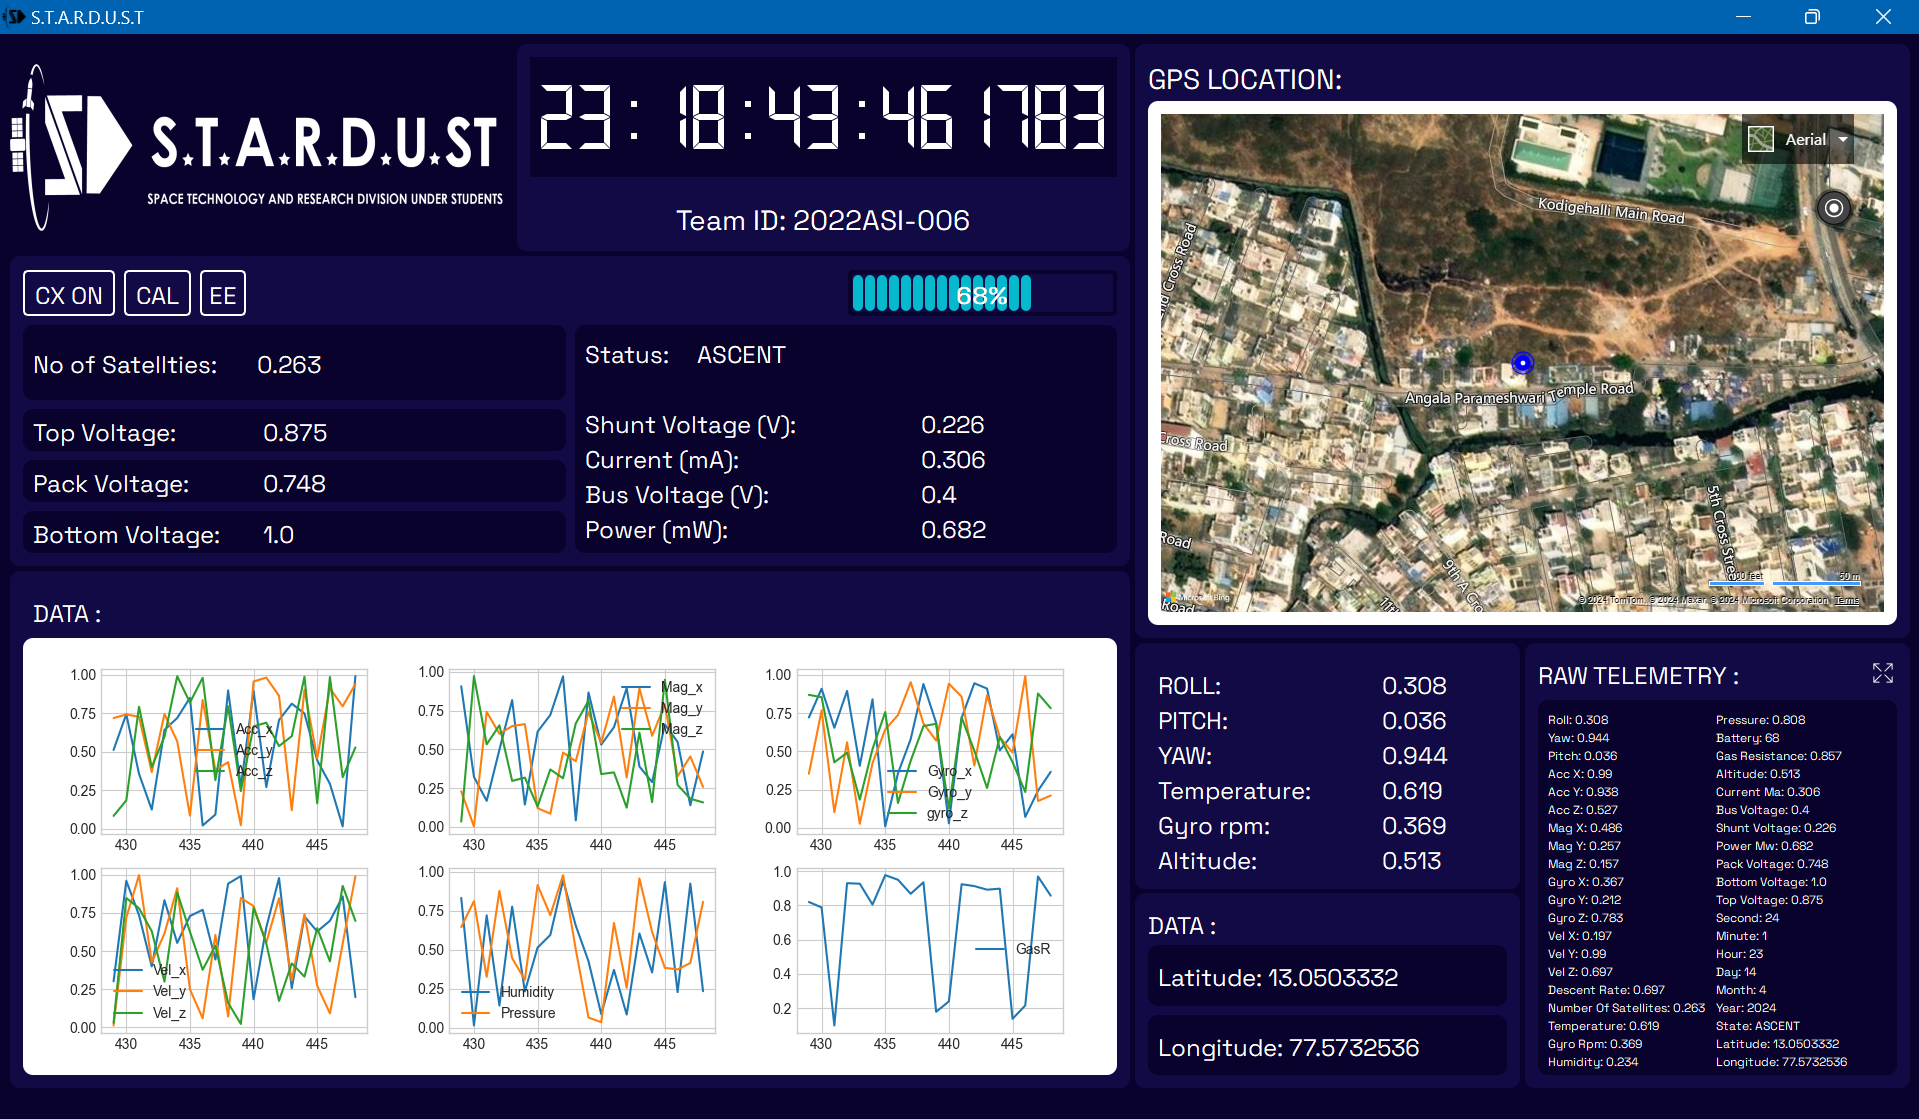 S.T.A.R.D.U.S.T
S.T.A.R.D.U.ST
SPACE TECHNOLOGY AND RESEARCH DIVISION UNDER STUDENTS
23:18:43:461783
Team ID: 2022ASI-006
CX ON CAL EE
68%
No of Satellties: 0.263
Top Voltage: 0.875
Pack Voltage: 0.748
Bottom Voltage: 1.0
Status: ASCENT
Shunt Voltage (V): 0.226
Current (mA): 0.306
Bus Voltage (V): 0.4
Power (mW): 0.682
DATA :
1.00
0.75
0.50
0.25
0.00
430 435 440 445
Acc_x
Acc_y
Acc_z
1.00
0.75
0.50
0.25
0.00
430 435 440 445
Mag_x
Mag_y
Mag_z
1.00
0.75
0.50
0.25
0.00
430 435 440 445
Gyro_x
Gyro_y
gyro_z
1.00
0.75
0.50
0.25
0.00
430 435 440 445
Vel_x
Vel_y
Vel_z
1.00
0.75
0.50
0.25
0.00
430 435 440 445
Humidity
Pressure
1.0
0.8
0.6
0.4
0.2
430 435 440 445
GasR
GPS LOCATION:
Aerial
Kodigehalli Main Road
Cross Road
Angala Parameshwari Temple Road
Cross Road
5th Cross Stree
Road
9th A Cro
11th
Road
Microsoft Bing
feet 50 m
© 2024 TomTom, © 2024 Maxar, © 2024 Microsoft Corporation Terms
ROLL: 0.308
PITCH: 0.036
YAW: 0.944
Temperature: 0.619
Gyro rpm: 0.369
Altitude: 0.513
DATA :
Latitude: 13.0503332
Longitude: 77.5732536
RAW TELEMETRY :
Roll: 0.308
Yaw: 0.944
Pitch: 0.036
Acc X: 0.99
Acc Y: 0.938
Acc Z: 0.527
Mag X: 0.486
Mag Y: 0.257
Mag Z: 0.157
Gyro X: 0.367
Gyro Y: 0.212
Gyro Z: 0.783
Vel X: 0.197
Vel Y: 0.99
Vel Z: 0.697
Descent Rate: 0.697
Number Of Satellites: 0.263
Temperature: 0.619
Gyro Rpm: 0.369
Humidity: 0.234
Pressure: 0.808
Battery: 68
Gas Resistance: 0.857
Altitude: 0.513
Current Ma: 0.306
Bus Voltage: 0.4
Shunt Voltage: 0.226
Power Mw: 0.682
Pack Voltage: 0.748
Bottom Voltage: 1.0
Top Voltage: 0.875
Second: 24
Minute: 1
Hour: 23
Day: 14
Month: 4
Year: 2024
State: ASCENT
Latitude: 13.0503332
Longitude: 77.5732536